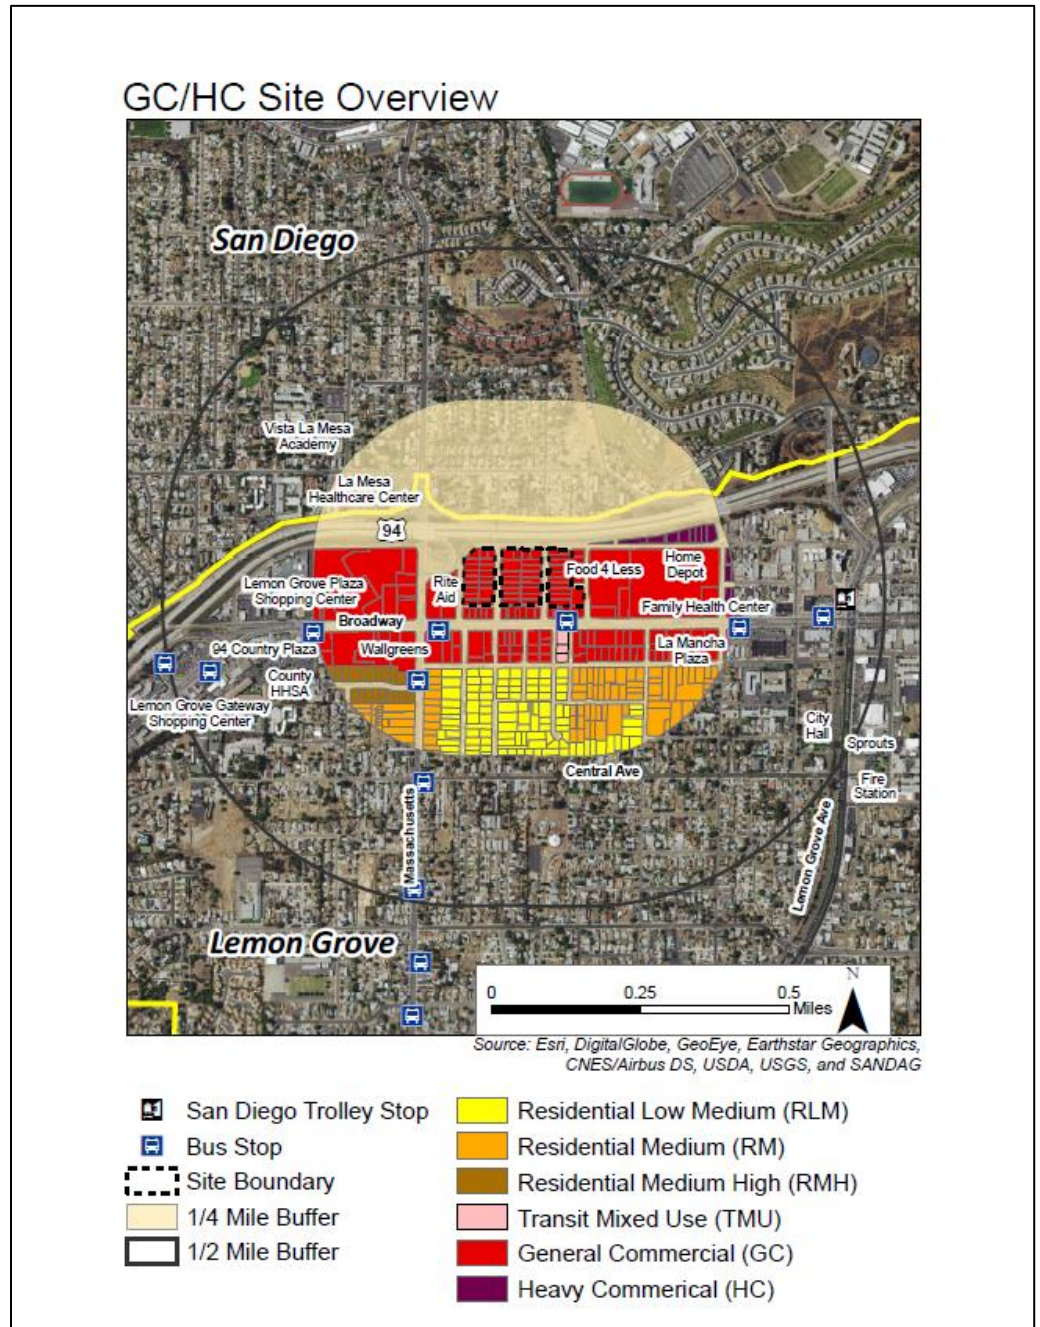 GC/HC Site Overview
San Diego
Vista La Mesa
Academy
La Mesa
Healthcare Center
94
Lemon Grove Plaza
Shopping Center
Rite
Aid
Food 4 Less
Home
Depot
Family Health Center
Broadway
94 Country Plaza
Wallgreens
La Mancha
Plaza
County
HHSA
Lemon Grove Gateway
Shopping Center
City
Hall
Sprouts
Central Ave
Fire
Station
Massachusetts
Lemon Grove Ave
Lemon Grove
N
0 0.25 0.5
Miles
Source: Esri, DigitalGlobe, GeoEye, Earthstar Geographics,
CNES/Airbus DS, USDA, USGS, and SANDAG
San Diego Trolley Stop
Bus Stop
Site Boundary
1/4 Mile Buffer
1/2 Mile Buffer
Residential Low Medium (RLM)
Residential Medium (RM)
Residential Medium High (RMH)
Transit Mixed Use (TMU)
General Commercial (GC)
Heavy Commerical (HC)